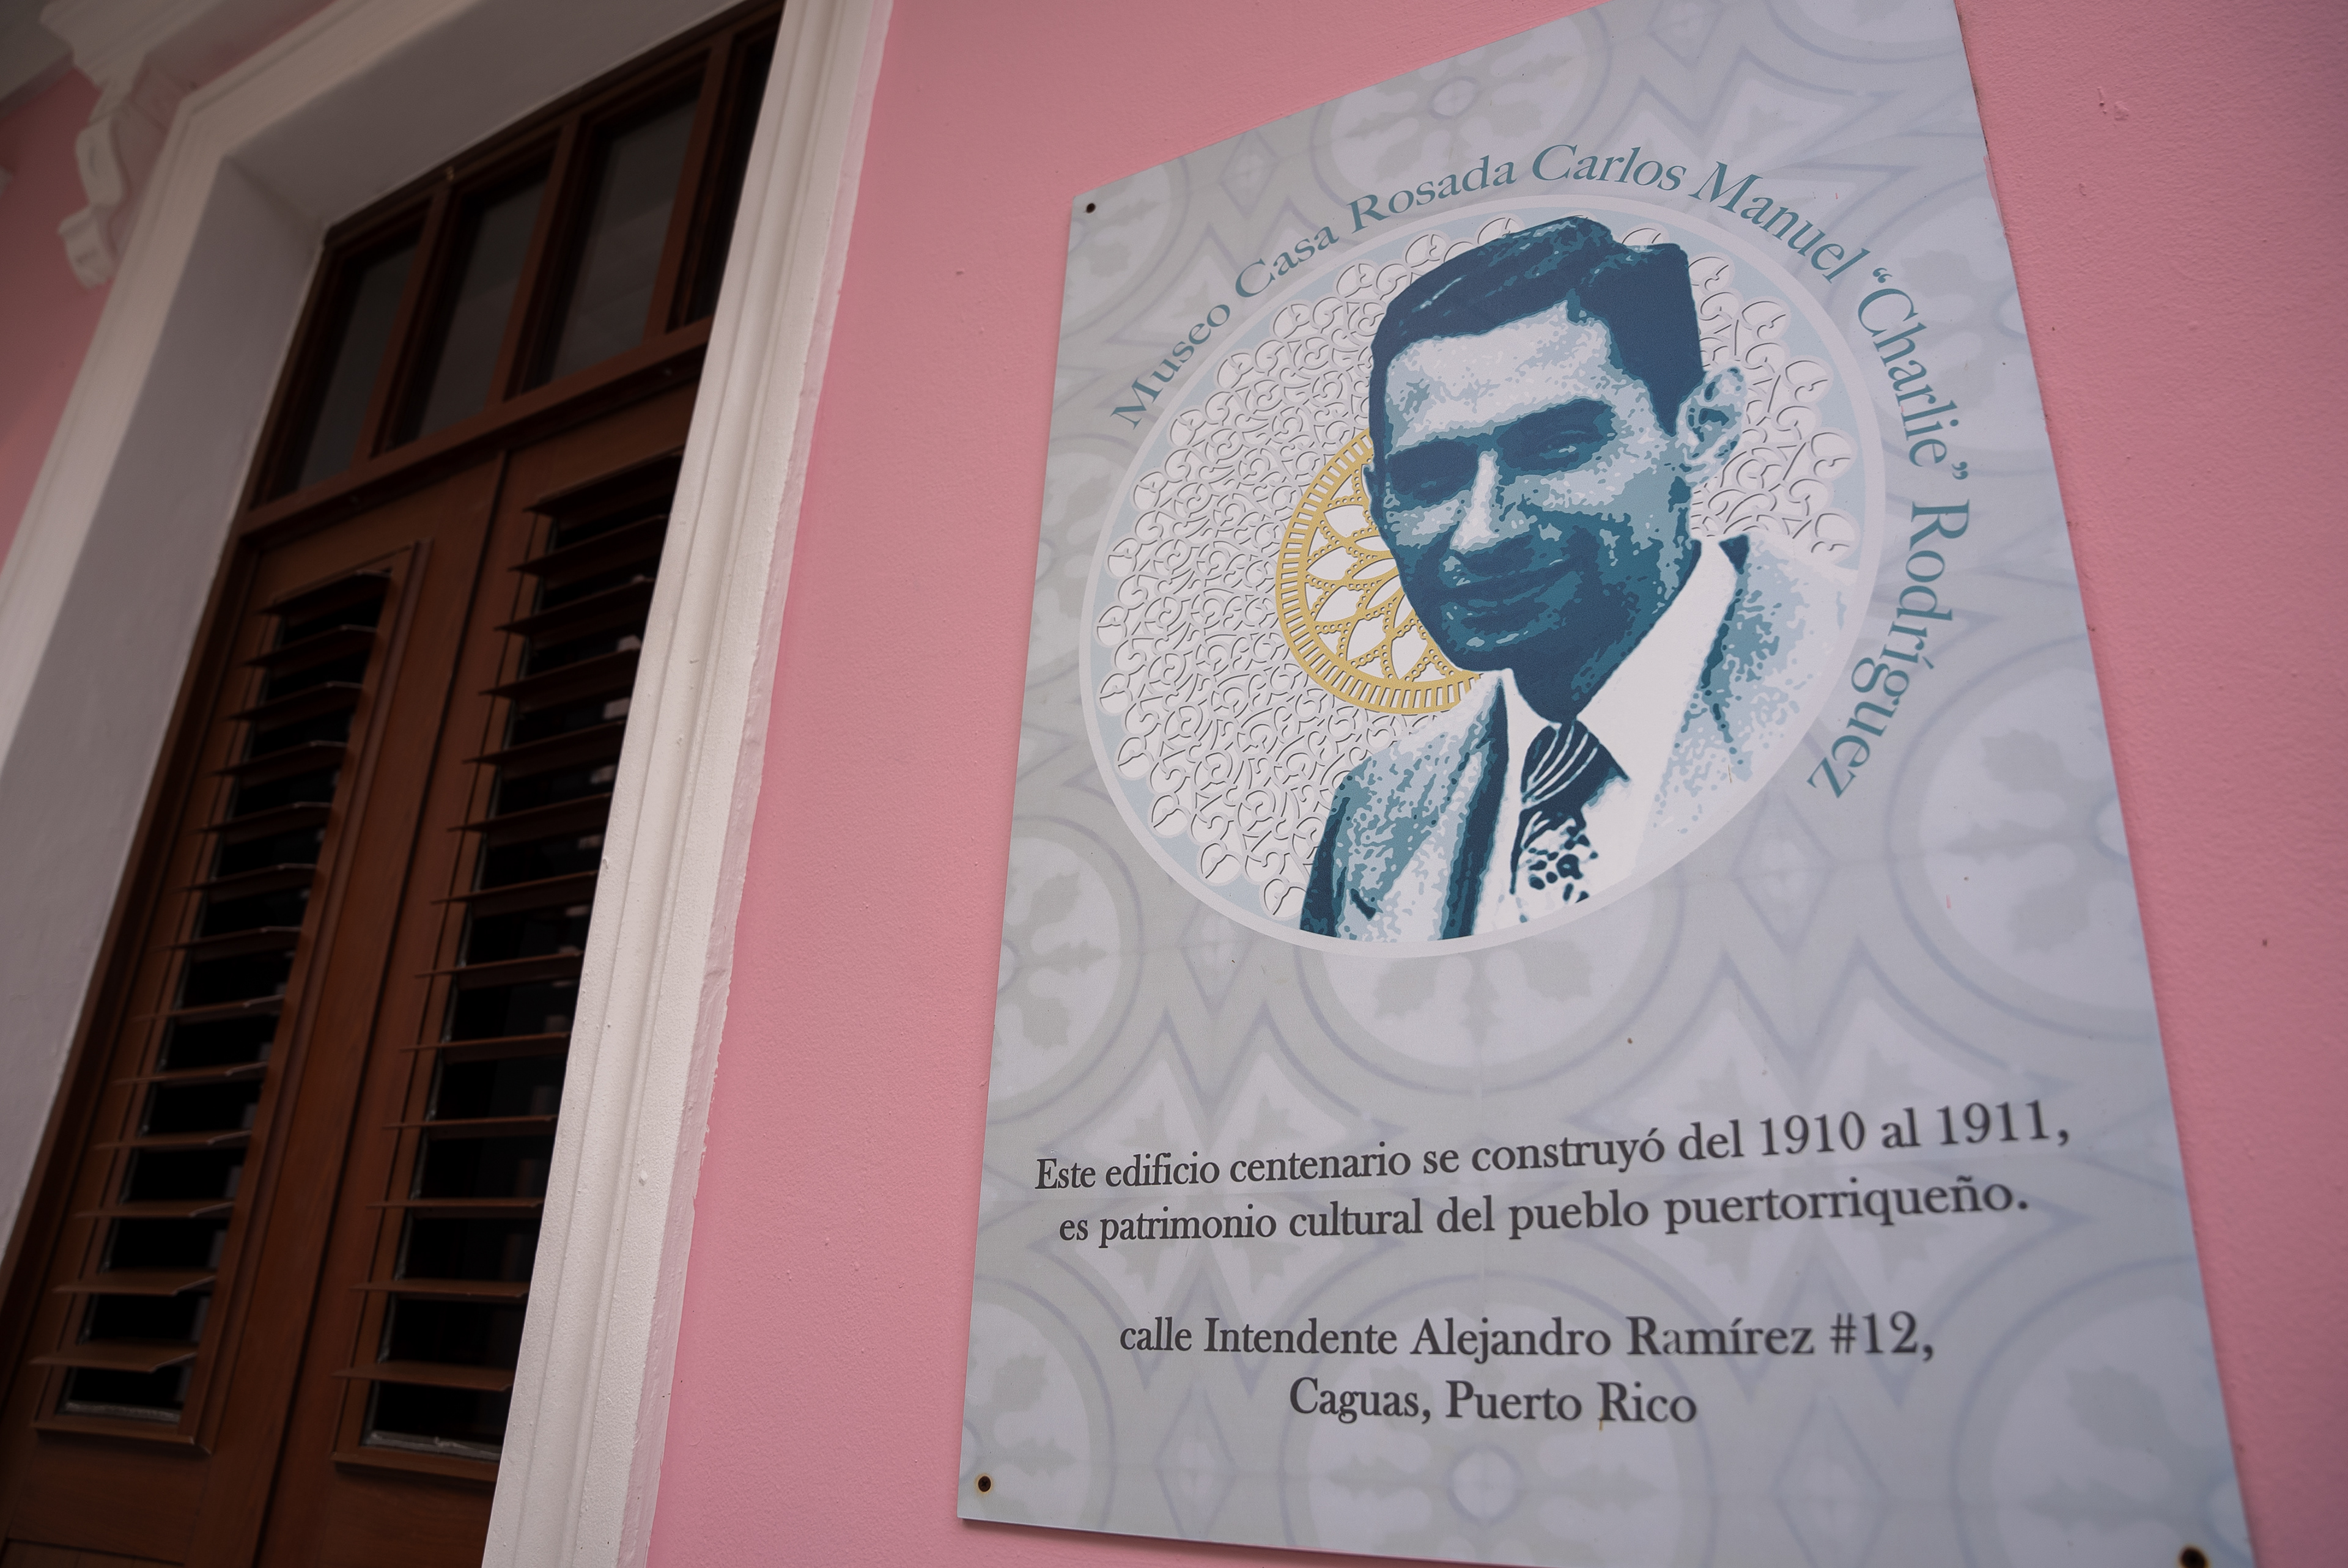 Museo Casa Rosada Carlos Manuel “Charlie” Rodríguez
Este edificio centenario se construyó del 1910 al 1911,
es patrimonio cultural del pueblo puertorriqueño.
calle Intendente Alejandro Ramírez #12,
Caguas, Puerto Rico